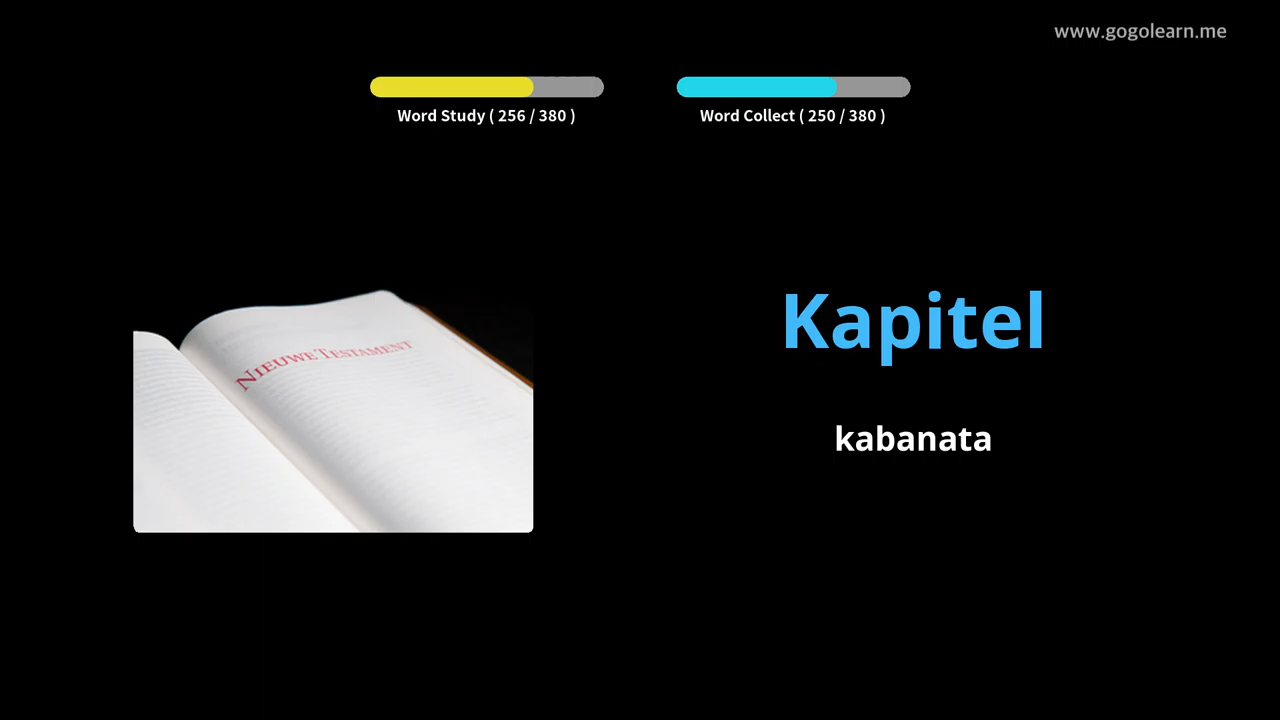 www.gogolearn.me
Word Study ( 256 / 380 )
Word Collect ( 250 / 380 )
NIEUWE TESTAMENT
Kapitel
kabanata